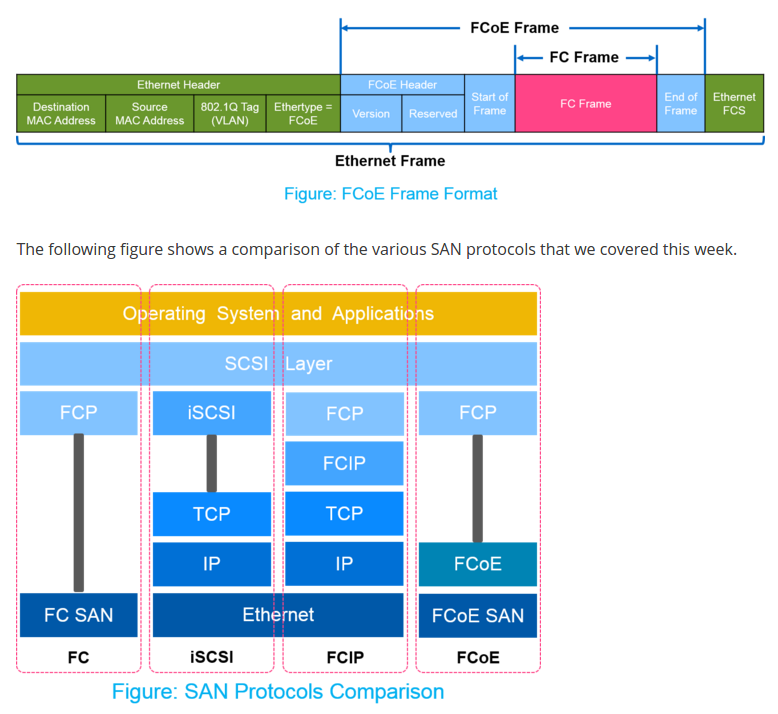 FCoE Frame
FC Frame
Ethernet Header
FCoE Header
Destination
MAC Address
Source
MAC Address
802.1Q Tag
(VLAN)
Ethertype =
FCoE
Version
Reserved
Start of
Frame
FC Frame
End of
Frame
Ethernet
FCS
Ethernet Frame
Figure: FCoE Frame Format
The following figure shows a comparison of the various SAN protocols that we covered this week.
Operating System and Applications
SCSI Layer
FCP
iSCSI
FCP
FCP
FCIP
TCP
TCP
IP
IP
FCoE
FC SAN
Ethernet
FCoE SAN
FC
iSCSI
FCIP
FCoE
Figure: SAN Protocols Comparison